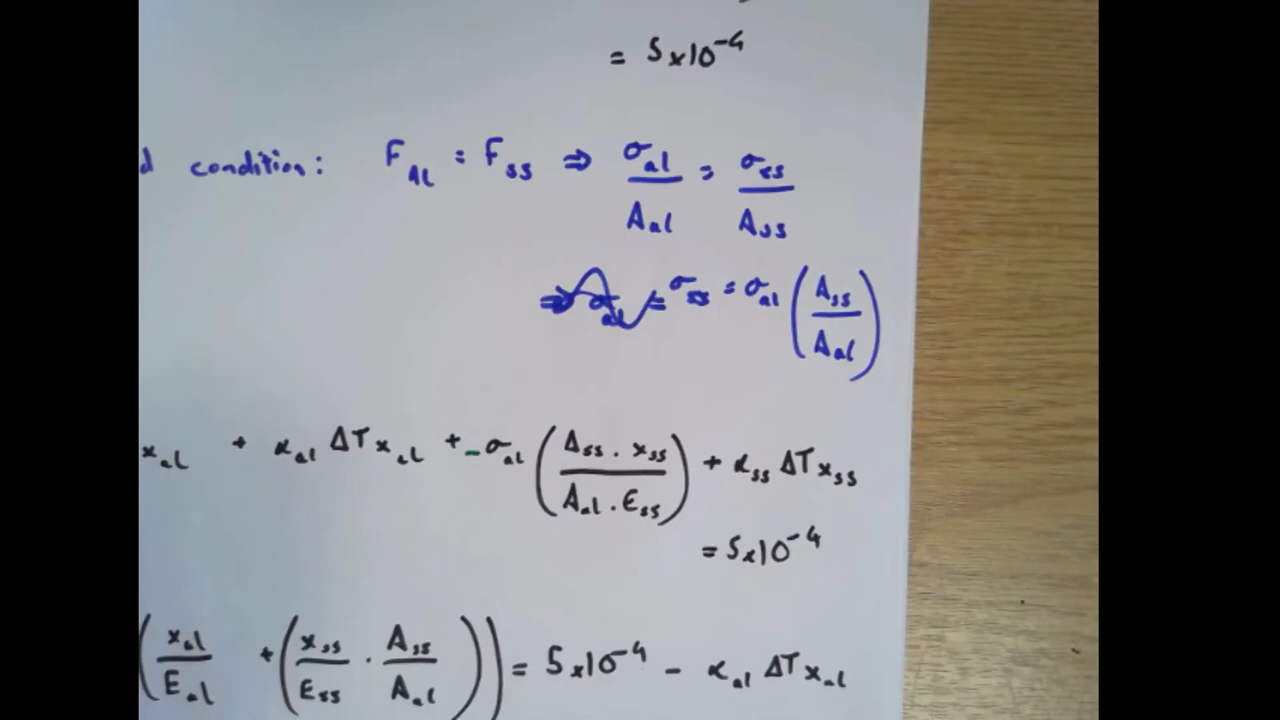 = 5x10⁻⁴
d condition: F_AL = F_ss ⇒ σ_al / A_al = σ_ss / A_ss
⇒ σ_al = σ_ss = σ_al (A_ss / A_al)
x_al + α_al ΔT x_al + -σ_al (A_ss . x_ss / A_al . E_ss) + α_ss ΔT x_ss
= 5x10⁻⁴
(x_al / E_al + (x_ss / E_ss . A_ss / A_al)) = 5x10⁻⁴ - α_al ΔT x_al